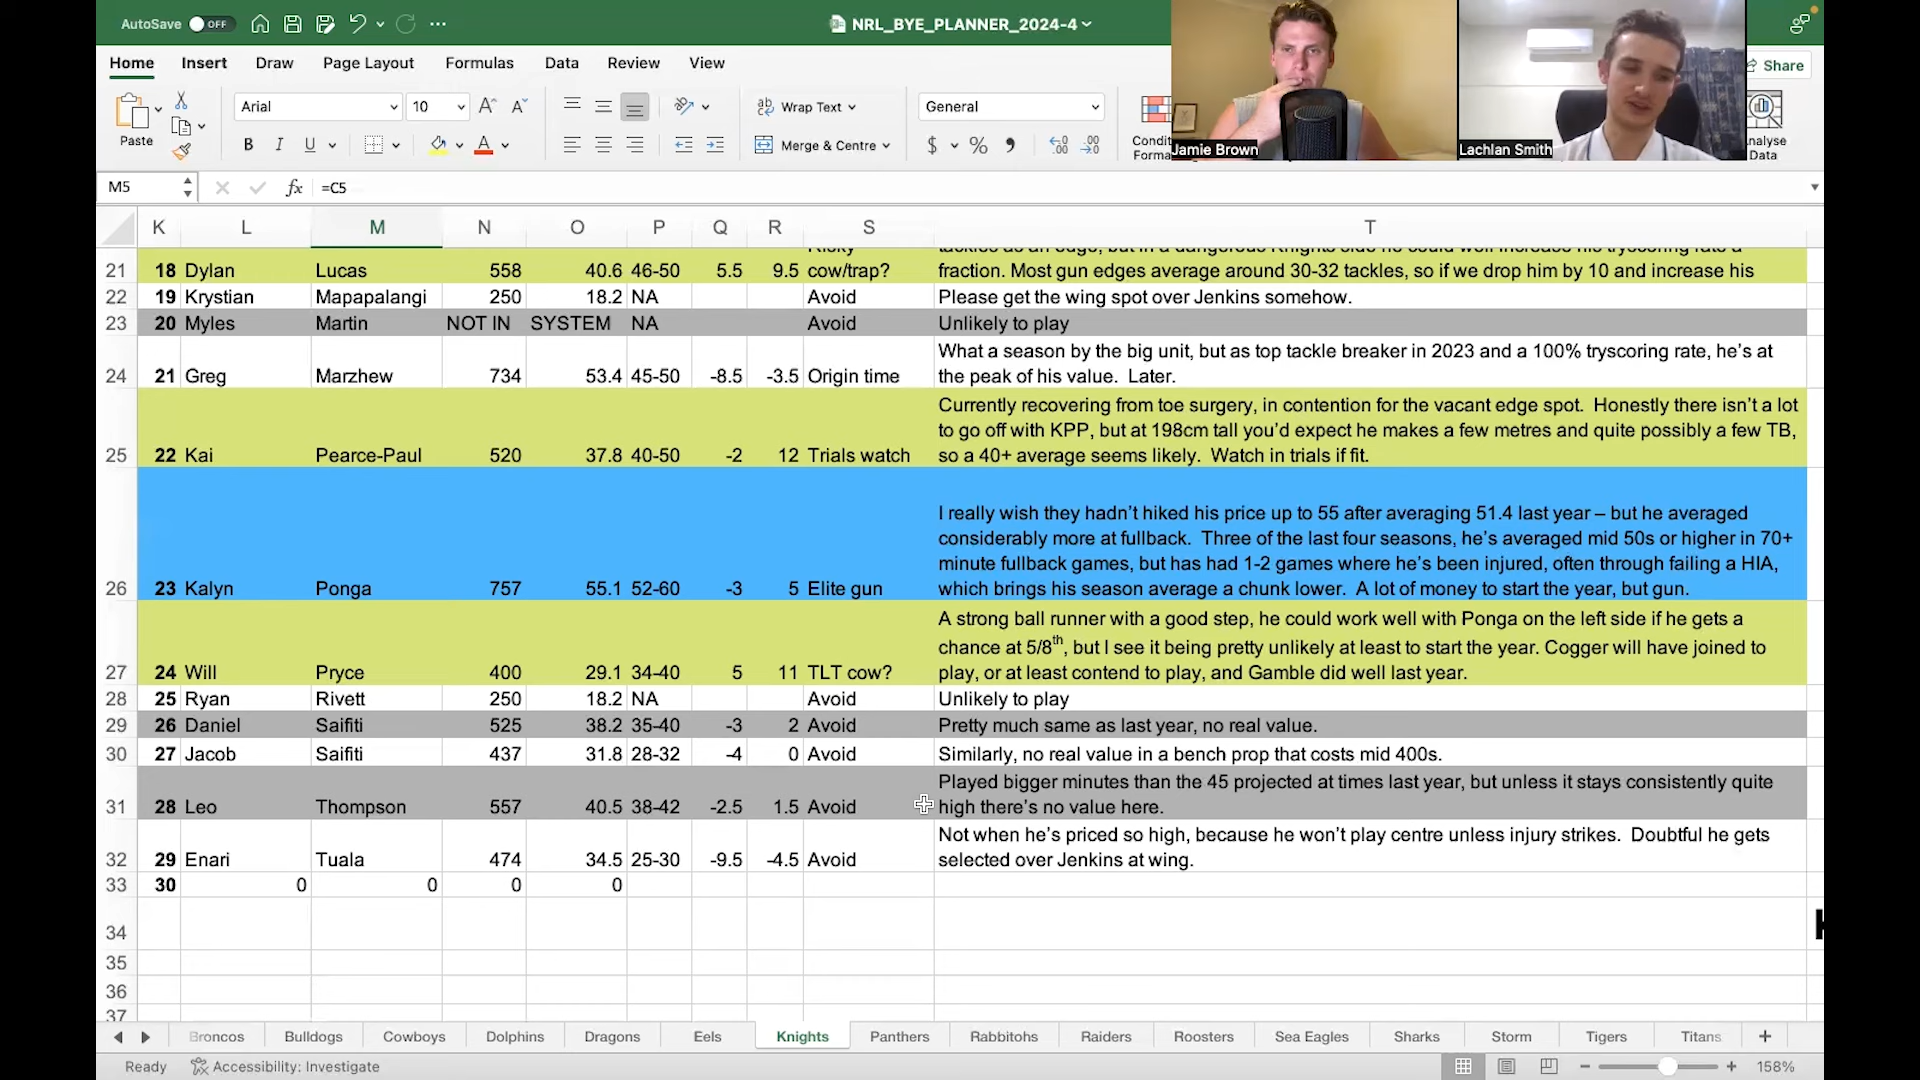 AutoSave OFF NRL_BYE_PLANNER_2024-4
Home Insert Draw Page Layout Formulas Data Review View Share
Paste Arial 10 Wrap Text General
B I U A Merge & Centre $ %
Jamie Brown
Lachlan Smith
Data
M5 fx =C5
K L M N O P Q R S T
21 18 Dylan Lucas 558 40.6 46-50 5.5 9.5 cow/trap? fraction. Most gun edges average around 30-32 tackles, so if we drop him by 10 and increase his
22 19 Krystian Mapapalangi 250 18.2 NA Avoid Please get the wing spot over Jenkins somehow.
23 20 Myles Martin NOT IN SYSTEM NA Avoid Unlikely to play
What a season by the big unit, but as top tackle breaker in 2023 and a 100% tryscoring rate, he's at
24 21 Greg Marzhew 734 53.4 45-50 -8.5 -3.5 Origin time the peak of his value. Later.
Currently recovering from toe surgery, in contention for the vacant edge spot. Honestly there isn't a lot
to go off with KPP, but at 198cm tall you'd expect he makes a few metres and quite possibly a few TB,
25 22 Kai Pearce-Paul 520 37.8 40-50 -2 12 Trials watch so a 40+ average seems likely. Watch in trials if fit.
I really wish they hadn't hiked his price up to 55 after averaging 51.4 last year – but he averaged
considerably more at fullback. Three of the last four seasons, he's averaged mid 50s or higher in 70+
minute fullback games, but has had 1-2 games where he's been injured, often through failing a HIA,
26 23 Kalyn Ponga 757 55.1 52-60 -3 5 Elite gun which brings his season average a chunk lower. A lot of money to start the year, but gun.
A strong ball runner with a good step, he could work well with Ponga on the left side if he gets a
chance at 5/8th, but I see it being pretty unlikely at least to start the year. Cogger will have joined to
27 24 Will Pryce 400 29.1 34-40 5 11 TLT cow? play, or at least contend to play, and Gamble did well last year.
28 25 Ryan Rivett 250 18.2 NA Avoid Unlikely to play
29 26 Daniel Saifiti 525 38.2 35-40 -3 2 Avoid Pretty much same as last year, no real value.
30 27 Jacob Saifiti 437 31.8 28-32 -4 0 Avoid Similarly, no real value in a bench prop that costs mid 400s.
Played bigger minutes than the 45 projected at times last year, but unless it stays consistently quite
31 28 Leo Thompson 557 40.5 38-42 -2.5 1.5 Avoid high there's no value here.
Not when he's priced so high, because he won't play centre unless injury strikes. Doubtful he gets
32 29 Enari Tuala 474 34.5 25-30 -9.5 -4.5 Avoid selected over Jenkins at wing.
33 30 0 0 0 0
34
35
36
37
Broncos Bulldogs Cowboys Dolphins Dragons Eels Knights Panthers Rabbitohs Raiders Roosters Sea Eagles Sharks Storm Tigers Titans
Ready Accessibility: Investigate 158%